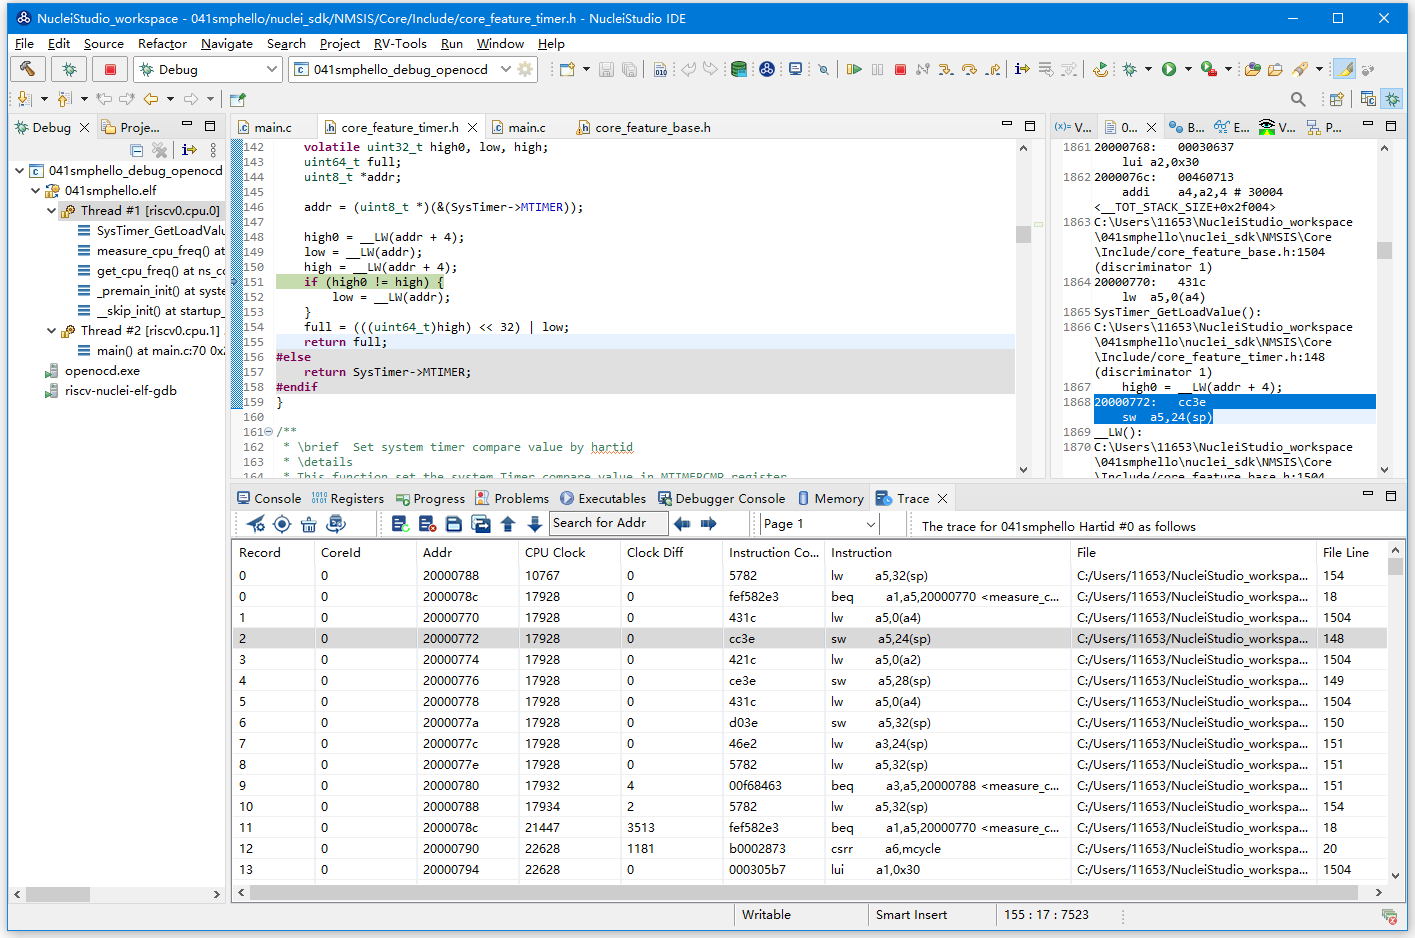 NucleiStudio_workspace - 041smphello/nuclei_sdk/NMSIS/Core/Include/core_feature_timer.h - NucleiStudio IDE
File Edit Source Refactor Navigate Search Project RV-Tools Run Window Help
Debug 041smphello_debug_openocd
Debug Proje...
041smphello_debug_openocd
041smphello.elf
Thread #1 [riscv0.cpu.0]
SysTimer_GetLoadValu
measure_cpu_freq() at
get_cpu_freq() at ns_co
_premain_init() at syste
__skip_init() at startup_
Thread #2 [riscv0.cpu.1]
main() at main.c:70 0x
openocd.exe
riscv-nuclei-elf-gdb
main.c core_feature_timer.h main.c core_feature_base.h
142 volatile uint32_t high0, low, high;
143 uint64_t full;
144 uint8_t *addr;
145
146 addr = (uint8_t *)(&(SysTimer->MTIMER));
147
148 high0 = __LW(addr + 4);
149 low = __LW(addr);
150 high = __LW(addr + 4);
151 if (high0 != high) {
152 low = __LW(addr);
153 }
154 full = (((uint64_t)high) << 32) | low;
155 return full;
156 #else
157 return SysTimer->MTIMER;
158 #endif
159 }
160
161 /**
162 * \brief Set system timer compare value by hartid
163 * \details
164 * This function set the system Timer compare value in MTIMERCMP register
(x)= V... 0... B... E... V... P...
1861 20000768: 00030637
lui a2,0x30
1862 2000076c: 00460713
addi a4,a2,4 # 30004
<__TOT_STACK_SIZE+0x2f004>
1863 C:\Users\11653\NucleiStudio_workspace
\041smphello\nuclei_sdk\NMSIS\Core
\Include/core_feature_base.h:1504
(discriminator 1)
1864 20000770: 431c
lw a5,0(a4)
1865 SysTimer_GetLoadValue():
1866 C:\Users\11653\NucleiStudio_workspace
\041smphello\nuclei_sdk\NMSIS\Core
\Include/core_feature_timer.h:148
(discriminator 1)
1867 high0 = __LW(addr + 4);
1868 20000772: cc3e
sw a5,24(sp)
1869 __LW():
1870 C:\Users\11653\NucleiStudio_workspace
\041smphello\nuclei_sdk\NMSIS\Core
\Include/core_feature_base.h:1504
Console Registers Progress Problems Executables Debugger Console Memory Trace
Search for Addr Page 1 The trace for 041smphello Hartid #0 as follows
Record CoreId Addr CPU Clock Clock Diff Instruction Co... Instruction File File Line
0 0 20000788 10767 0 5782 lw a5,32(sp) C:/Users/11653/NucleiStudio_workspa... 154
0 0 2000078c 17928 0 fef582e3 beq a1,a5,20000770 <measure_c... C:/Users/11653/NucleiStudio_workspa... 18
1 0 20000770 17928 0 431c lw a5,0(a4) C:/Users/11653/NucleiStudio_workspa... 1504
2 0 20000772 17928 0 cc3e sw a5,24(sp) C:/Users/11653/NucleiStudio_workspa... 148
3 0 20000774 17928 0 421c lw a5,0(a2) C:/Users/11653/NucleiStudio_workspa... 1504
4 0 20000776 17928 0 ce3e sw a5,28(sp) C:/Users/11653/NucleiStudio_workspa... 149
5 0 20000778 17928 0 431c lw a5,0(a4) C:/Users/11653/NucleiStudio_workspa... 1504
6 0 2000077a 17928 0 d03e sw a5,32(sp) C:/Users/11653/NucleiStudio_workspa... 150
7 0 2000077c 17928 0 46e2 lw a3,24(sp) C:/Users/11653/NucleiStudio_workspa... 151
8 0 2000077e 17928 0 5782 lw a5,32(sp) C:/Users/11653/NucleiStudio_workspa... 151
9 0 20000780 17932 4 00f68463 beq a3,a5,20000788 <measure_c... C:/Users/11653/NucleiStudio_workspa... 151
10 0 20000788 17934 2 5782 lw a5,32(sp) C:/Users/11653/NucleiStudio_workspa... 154
11 0 2000078c 21447 3513 fef582e3 beq a1,a5,20000770 <measure_c... C:/Users/11653/NucleiStudio_workspa... 18
12 0 20000790 22628 1181 b0002873 csrr a6,mcycle C:/Users/11653/NucleiStudio_workspa... 20
13 0 20000794 22628 0 000305b7 lui a1,0x30 C:/Users/11653/NucleiStudio_workspa... 1504
Writable Smart Insert 155 : 17 : 7523